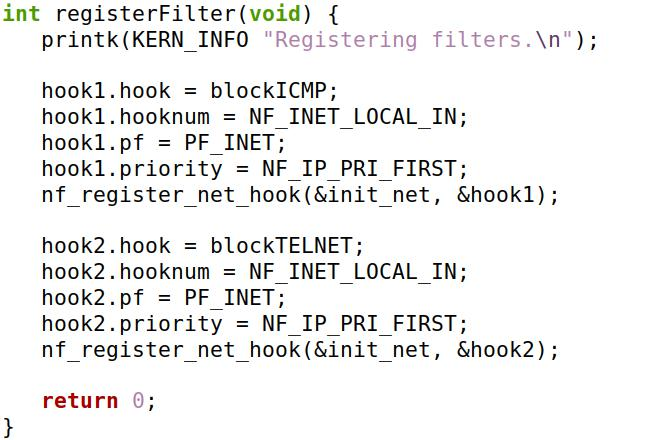 int registerFilter(void) {
   printk(KERN_INFO "Registering filters.\n");

   hook1.hook = blockICMP;
   hook1.hooknum = NF_INET_LOCAL_IN;
   hook1.pf = PF_INET;
   hook1.priority = NF_IP_PRI_FIRST;
   nf_register_net_hook(&init_net, &hook1);

   hook2.hook = blockTELNET;
   hook2.hooknum = NF_INET_LOCAL_IN;
   hook2.pf = PF_INET;
   hook2.priority = NF_IP_PRI_FIRST;
   nf_register_net_hook(&init_net, &hook2);

   return 0;
}